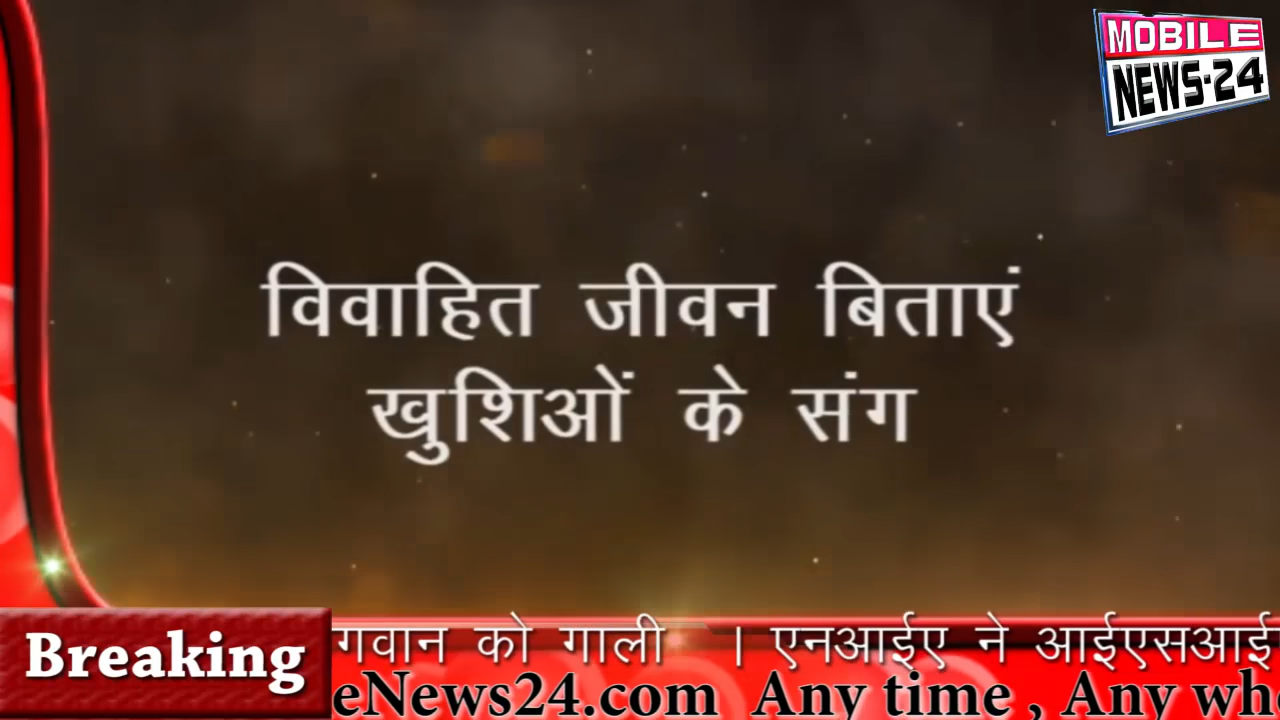 MOBILE
NEWS-24
विवाहित जीवन बिताएं
खुशिओं के संग
Breaking
गवान को गाली । एनआईए ने आईएसआई
eNews24.com Any time , Any wh